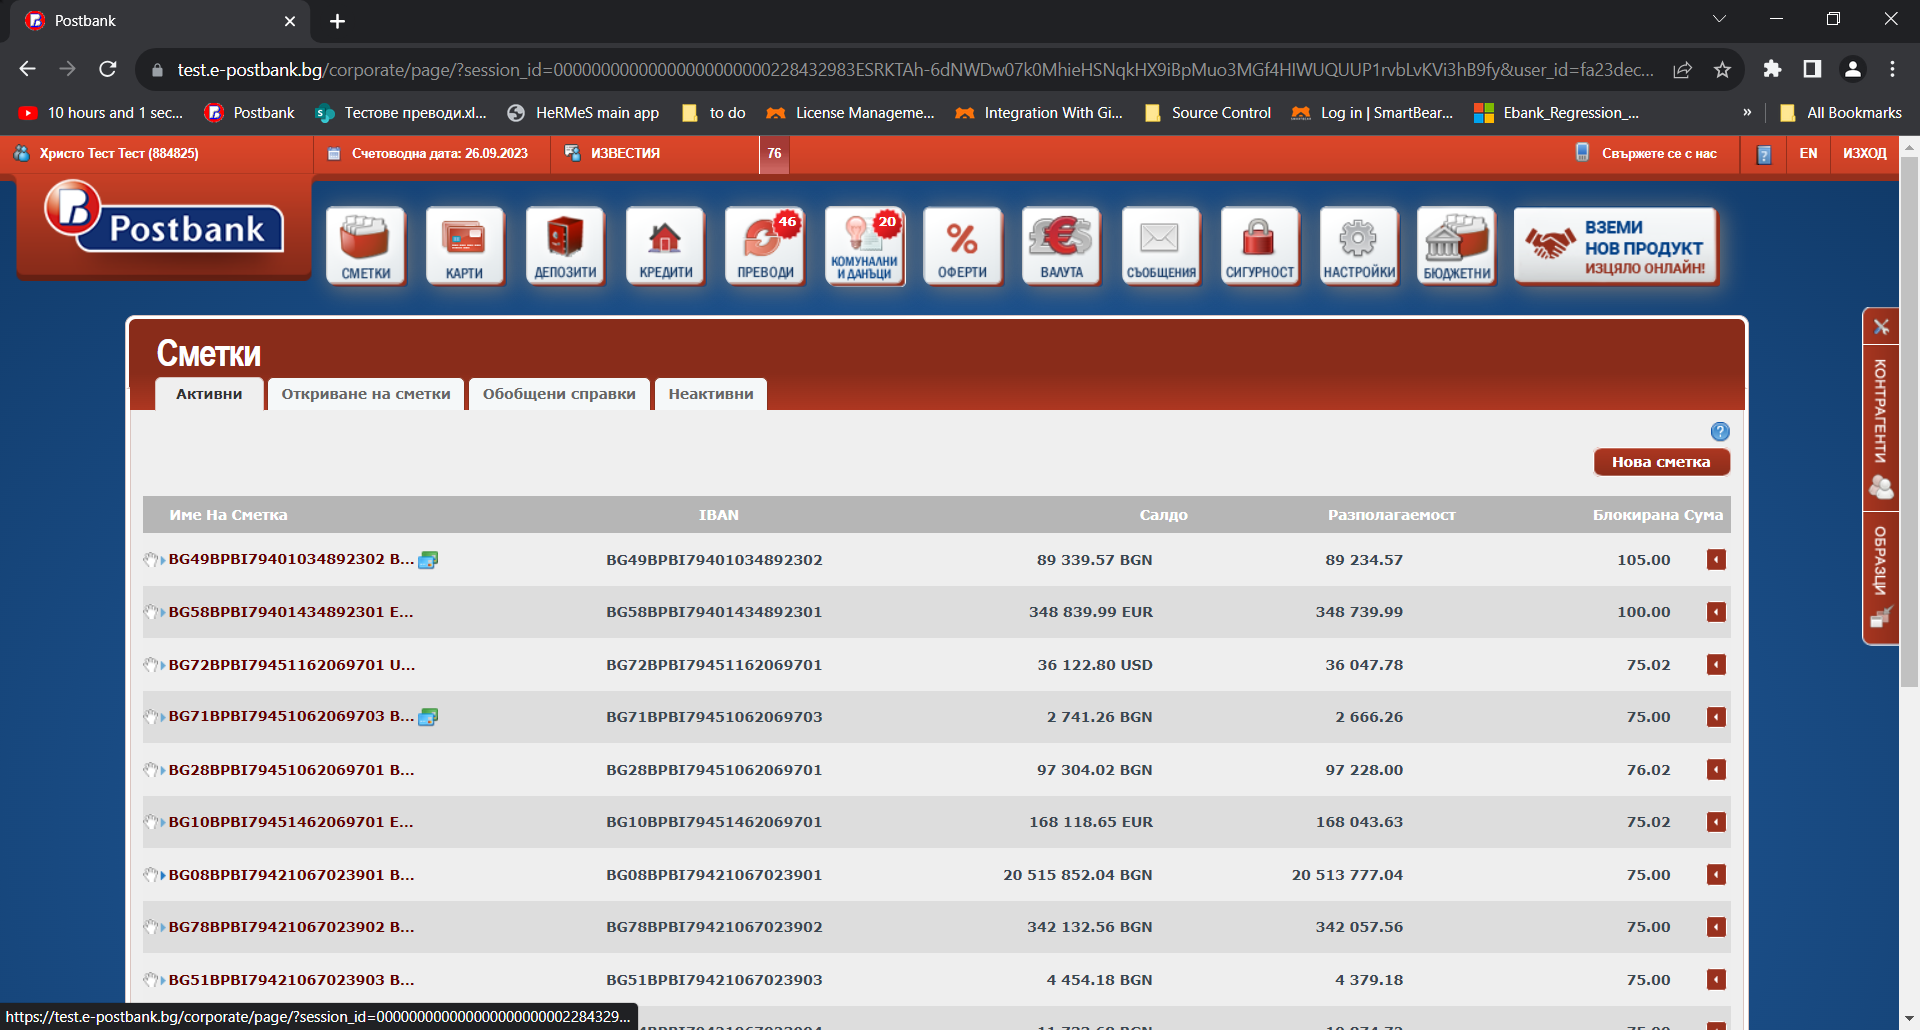 Postbank
test.e-postbank.bg/corporate/page/?session_id=000000000000000000000000228432983ESRKTAh-6dNWDw07k0MhieHSNqkHX9iBpMuo3MGf4HIWUQUUP1rvbLvKVi3hB9fy&user_id=fa23dec...
10 hours and 1 sec... Postbank Тестове преводи.xl... HeRMeS main app to do License Manageme... Integration With Gi... Source Control Log in | SmartBear... Ebank_Regression_... » All Bookmarks
Христо Тест Тест (884825) Счетоводна дата: 26.09.2023 ИЗВЕСТИЯ 76 Свържете се с нас EN ИЗХОД
Postbank
СМЕТКИ КАРТИ ДЕПОЗИТИ КРЕДИТИ 46 ПРЕВОДИ 20 КОМУНАЛНИ И ДАНЪЦИ ОФЕРТИ ВАЛУТА СЪОБЩЕНИЯ СИГУРНОСТ НАСТРОЙКИ БЮДЖЕТНИ
ВЗЕМИ
НОВ ПРОДУКТ
ИЗЦЯЛО ОНЛАЙН!
Сметки
Активни Откриване на сметки Обобщени справки Неактивни
?
Нова сметка
Име На Сметка IBAN Салдо Разполагаемост Блокирана Сума
BG49BPBI79401034892302 B... BG49BPBI79401034892302 89 339.57 BGN 89 234.57 105.00
BG58BPBI79401434892301 E... BG58BPBI79401434892301 348 839.99 EUR 348 739.99 100.00
BG72BPBI79451162069701 U... BG72BPBI79451162069701 36 122.80 USD 36 047.78 75.02
BG71BPBI79451062069703 B... BG71BPBI79451062069703 2 741.26 BGN 2 666.26 75.00
BG28BPBI79451062069701 B... BG28BPBI79451062069701 97 304.02 BGN 97 228.00 76.02
BG10BPBI79451462069701 E... BG10BPBI79451462069701 168 118.65 EUR 168 043.63 75.02
BG08BPBI79421067023901 B... BG08BPBI79421067023901 20 515 852.04 BGN 20 513 777.04 75.00
BG78BPBI79421067023902 B... BG78BPBI79421067023902 342 132.56 BGN 342 057.56 75.00
BG51BPBI79421067023903 B... BG51BPBI79421067023903 4 454.18 BGN 4 379.18 75.00
КОНТРАГЕНТИ
ОБРАЗЦИ
https://test.e-postbank.bg/corporate/page/?session_id=0000000000000000000000002284329...